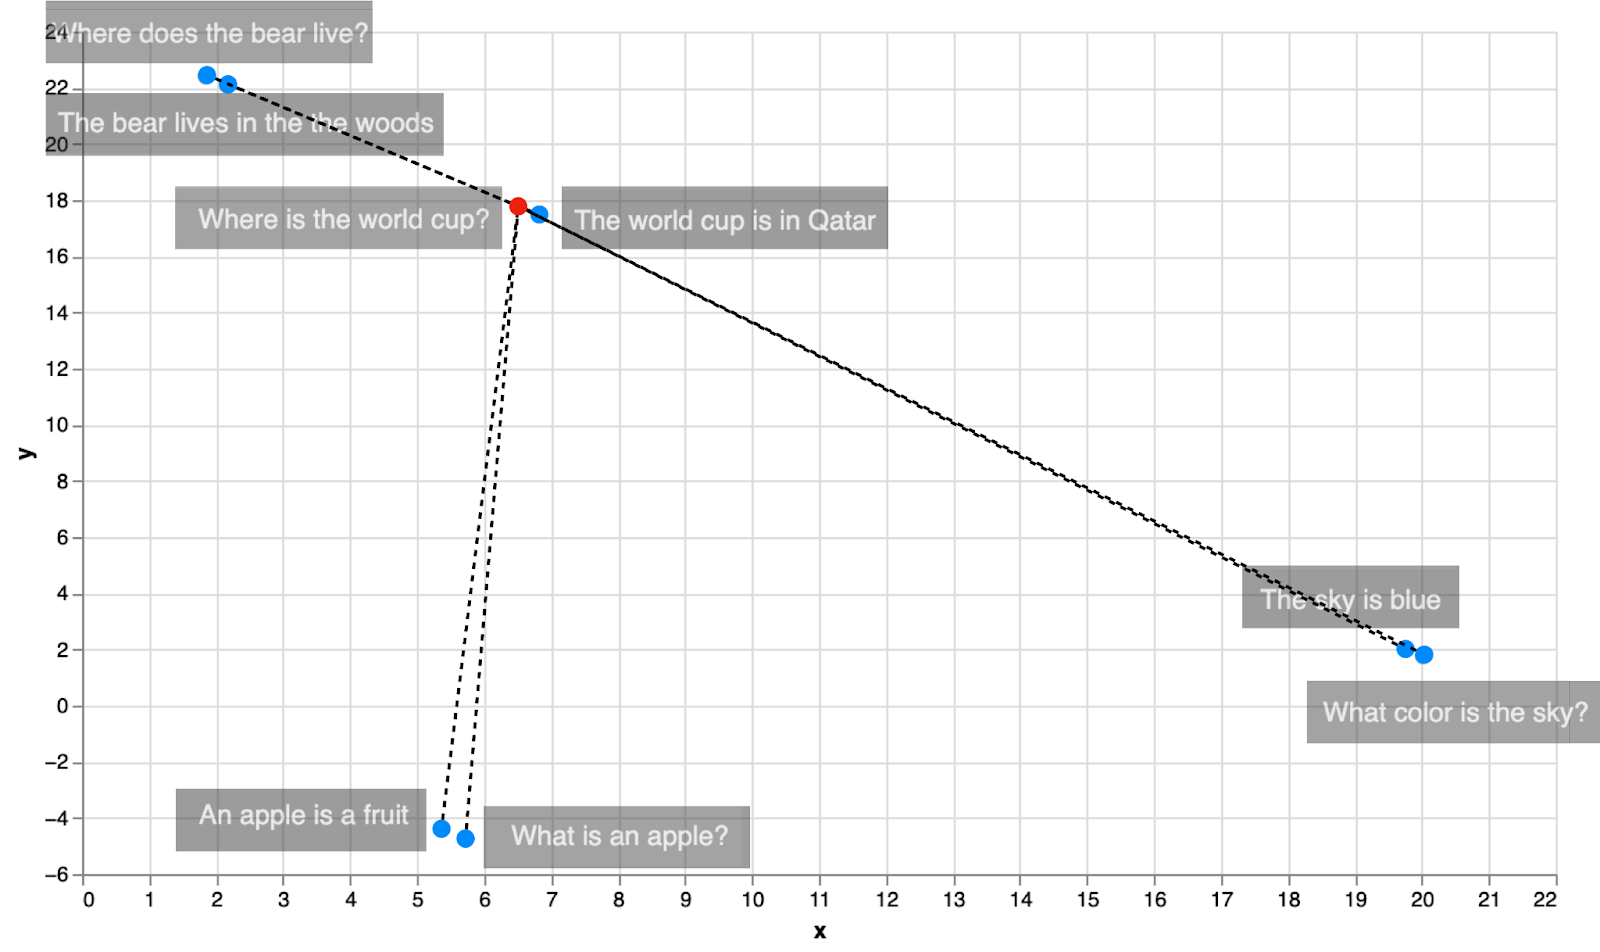 24
Where does the bear live?
22
The bear lives in the the woods
20
18
Where is the world cup?
The world cup is in Qatar
16
14
12
10
y
8
6
4
The sky is blue
2
0
What color is the sky?
−2
−4
An apple is a fruit
What is an apple?
−6
0 1 2 3 4 5 6 7 8 9 10 11 12 13 14 15 16 17 18 19 20 21 22
x